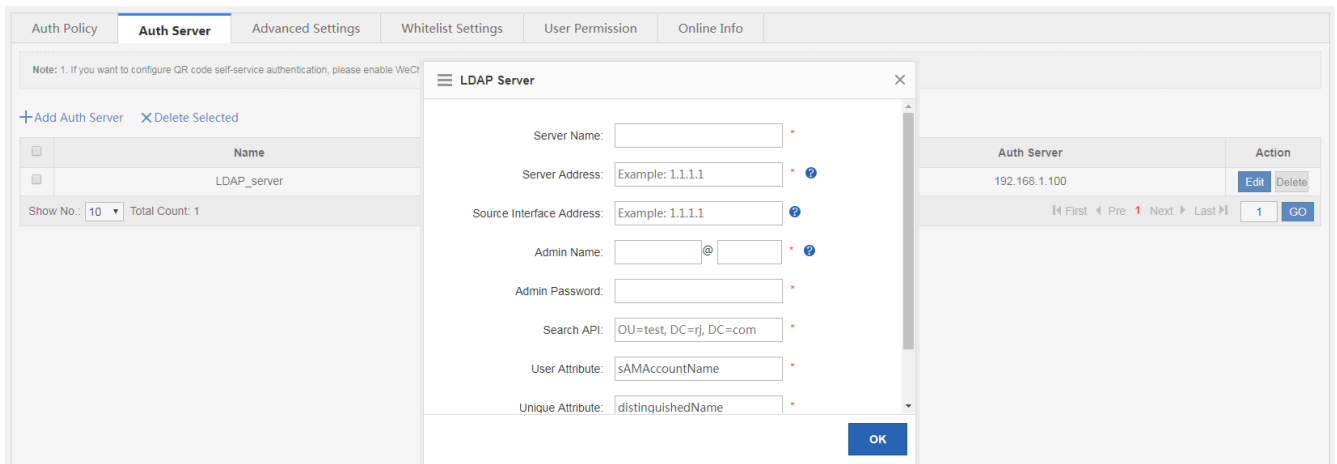 Auth Policy Auth Server Advanced Settings Whitelist Settings User Permission Online Info
Note: 1. If you want to configure QR code self-service authentication, please enable WeCh
LDAP Server
Add Auth Server Delete Selected
Server Name: *
Name Auth Server Action
Server Address: Example: 1.1.1.1 * ?
LDAP_server 192.168.1.100 Edit Delete
Show No.: 10 Total Count: 1 First Pre 1 Next Last 1 GO
Source Interface Address: Example: 1.1.1.1 ?
Admin Name: @ * ?
Admin Password: *
Search API: OU=test, DC=rj, DC=com *
User Attribute: sAMAccountName *
Unique Attribute: distinguishedName *
OK